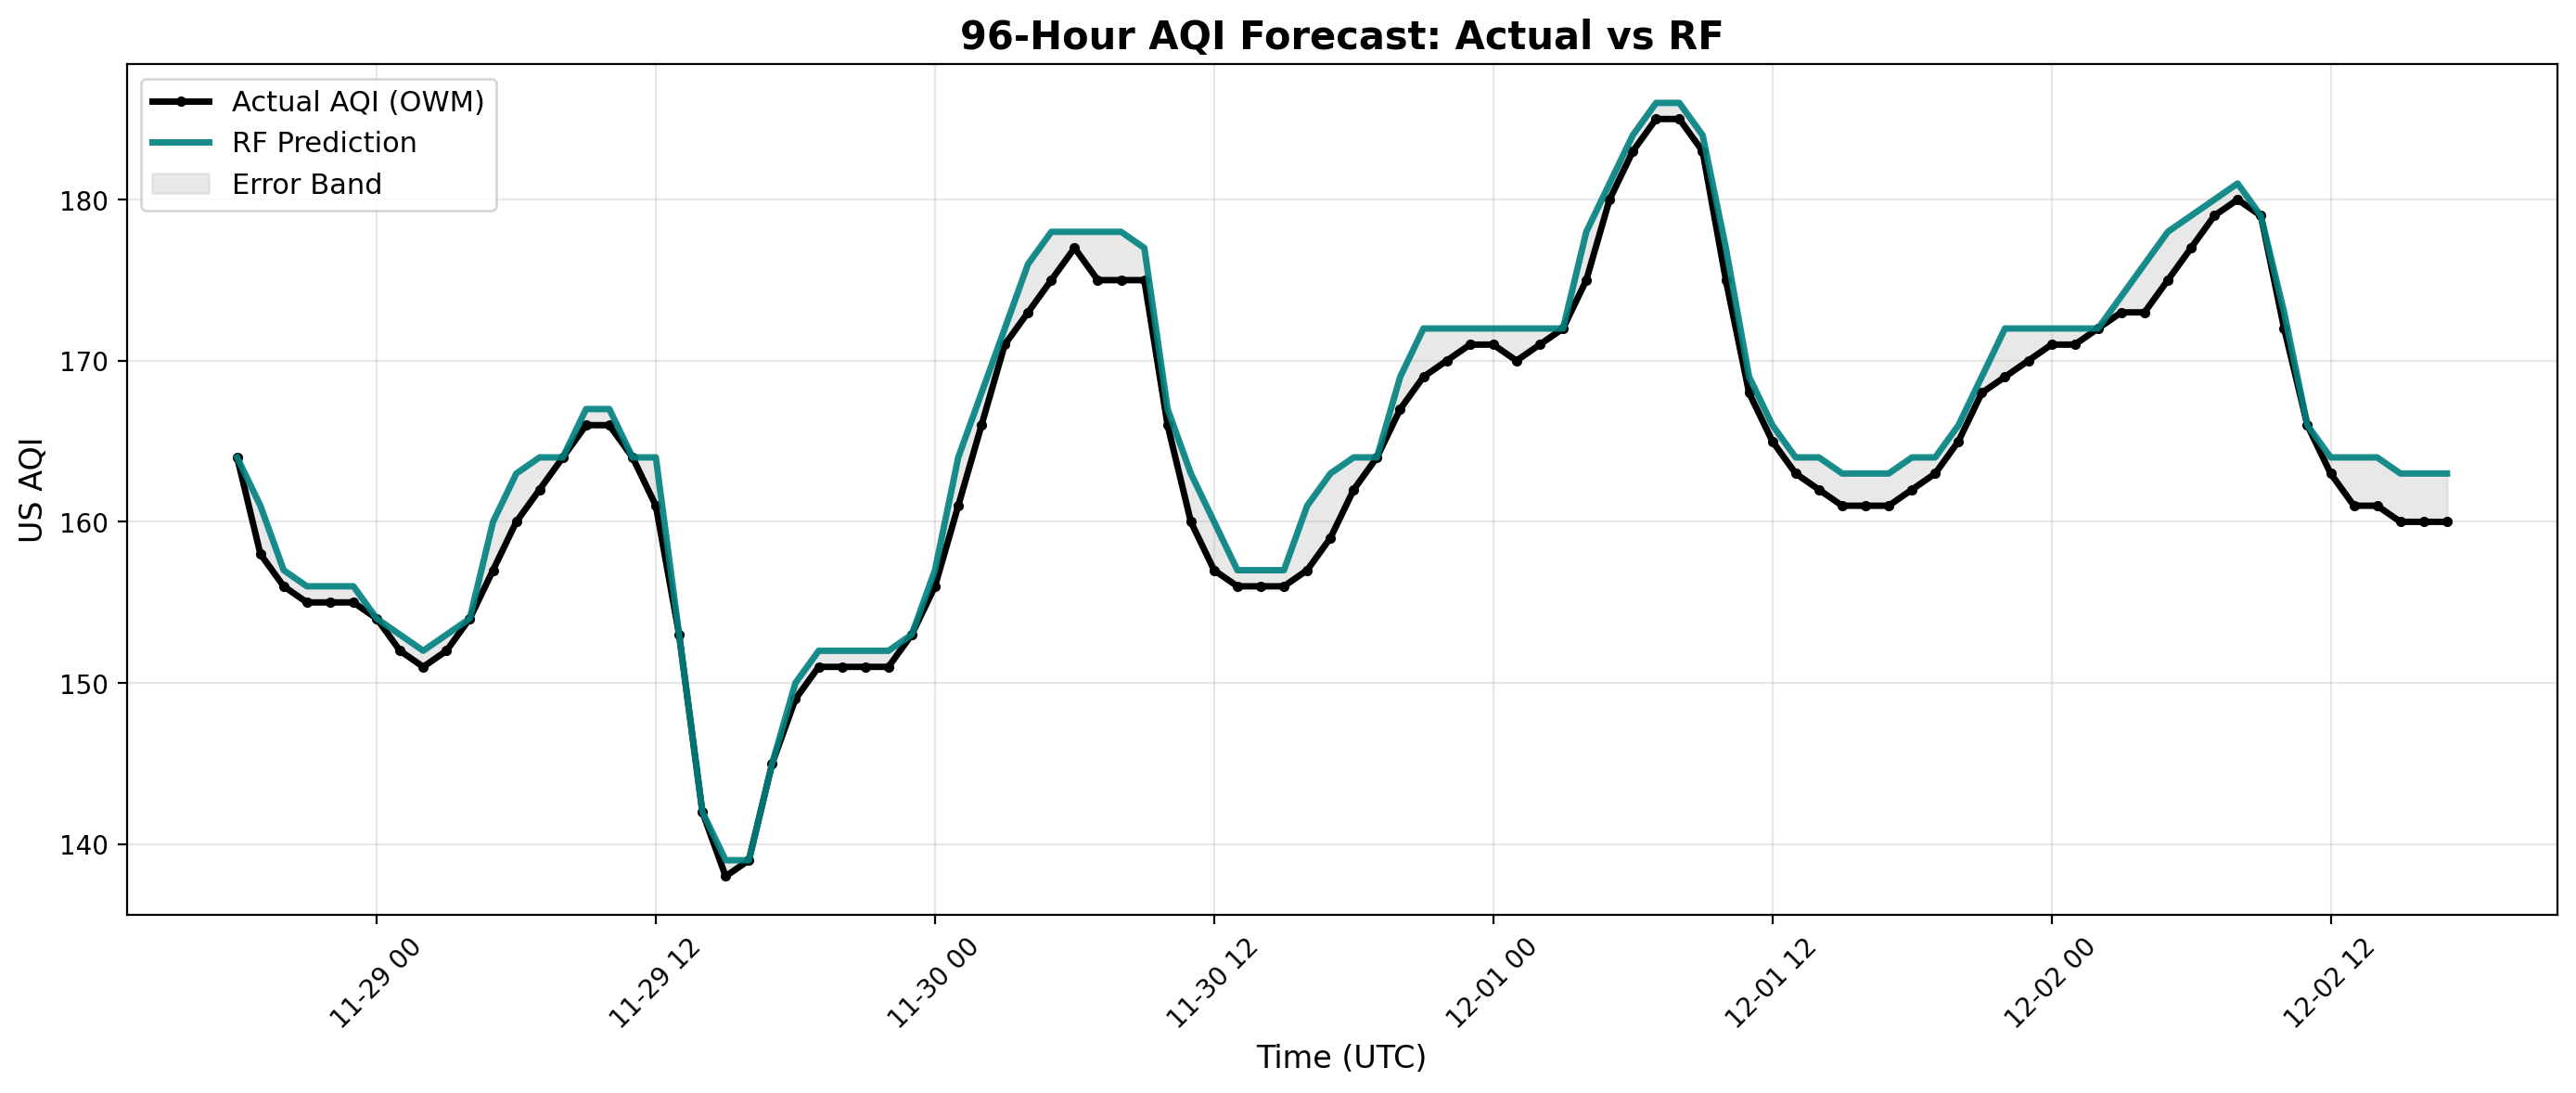 96-Hour AQI Forecast: Actual vs RF
Actual AQI (OWM)
RF Prediction
Error Band
US AQI
180
170
160
150
140
11-29 00
11-29 12
11-30 00
11-30 12
12-01 00
12-01 12
12-02 00
12-02 12
Time (UTC)